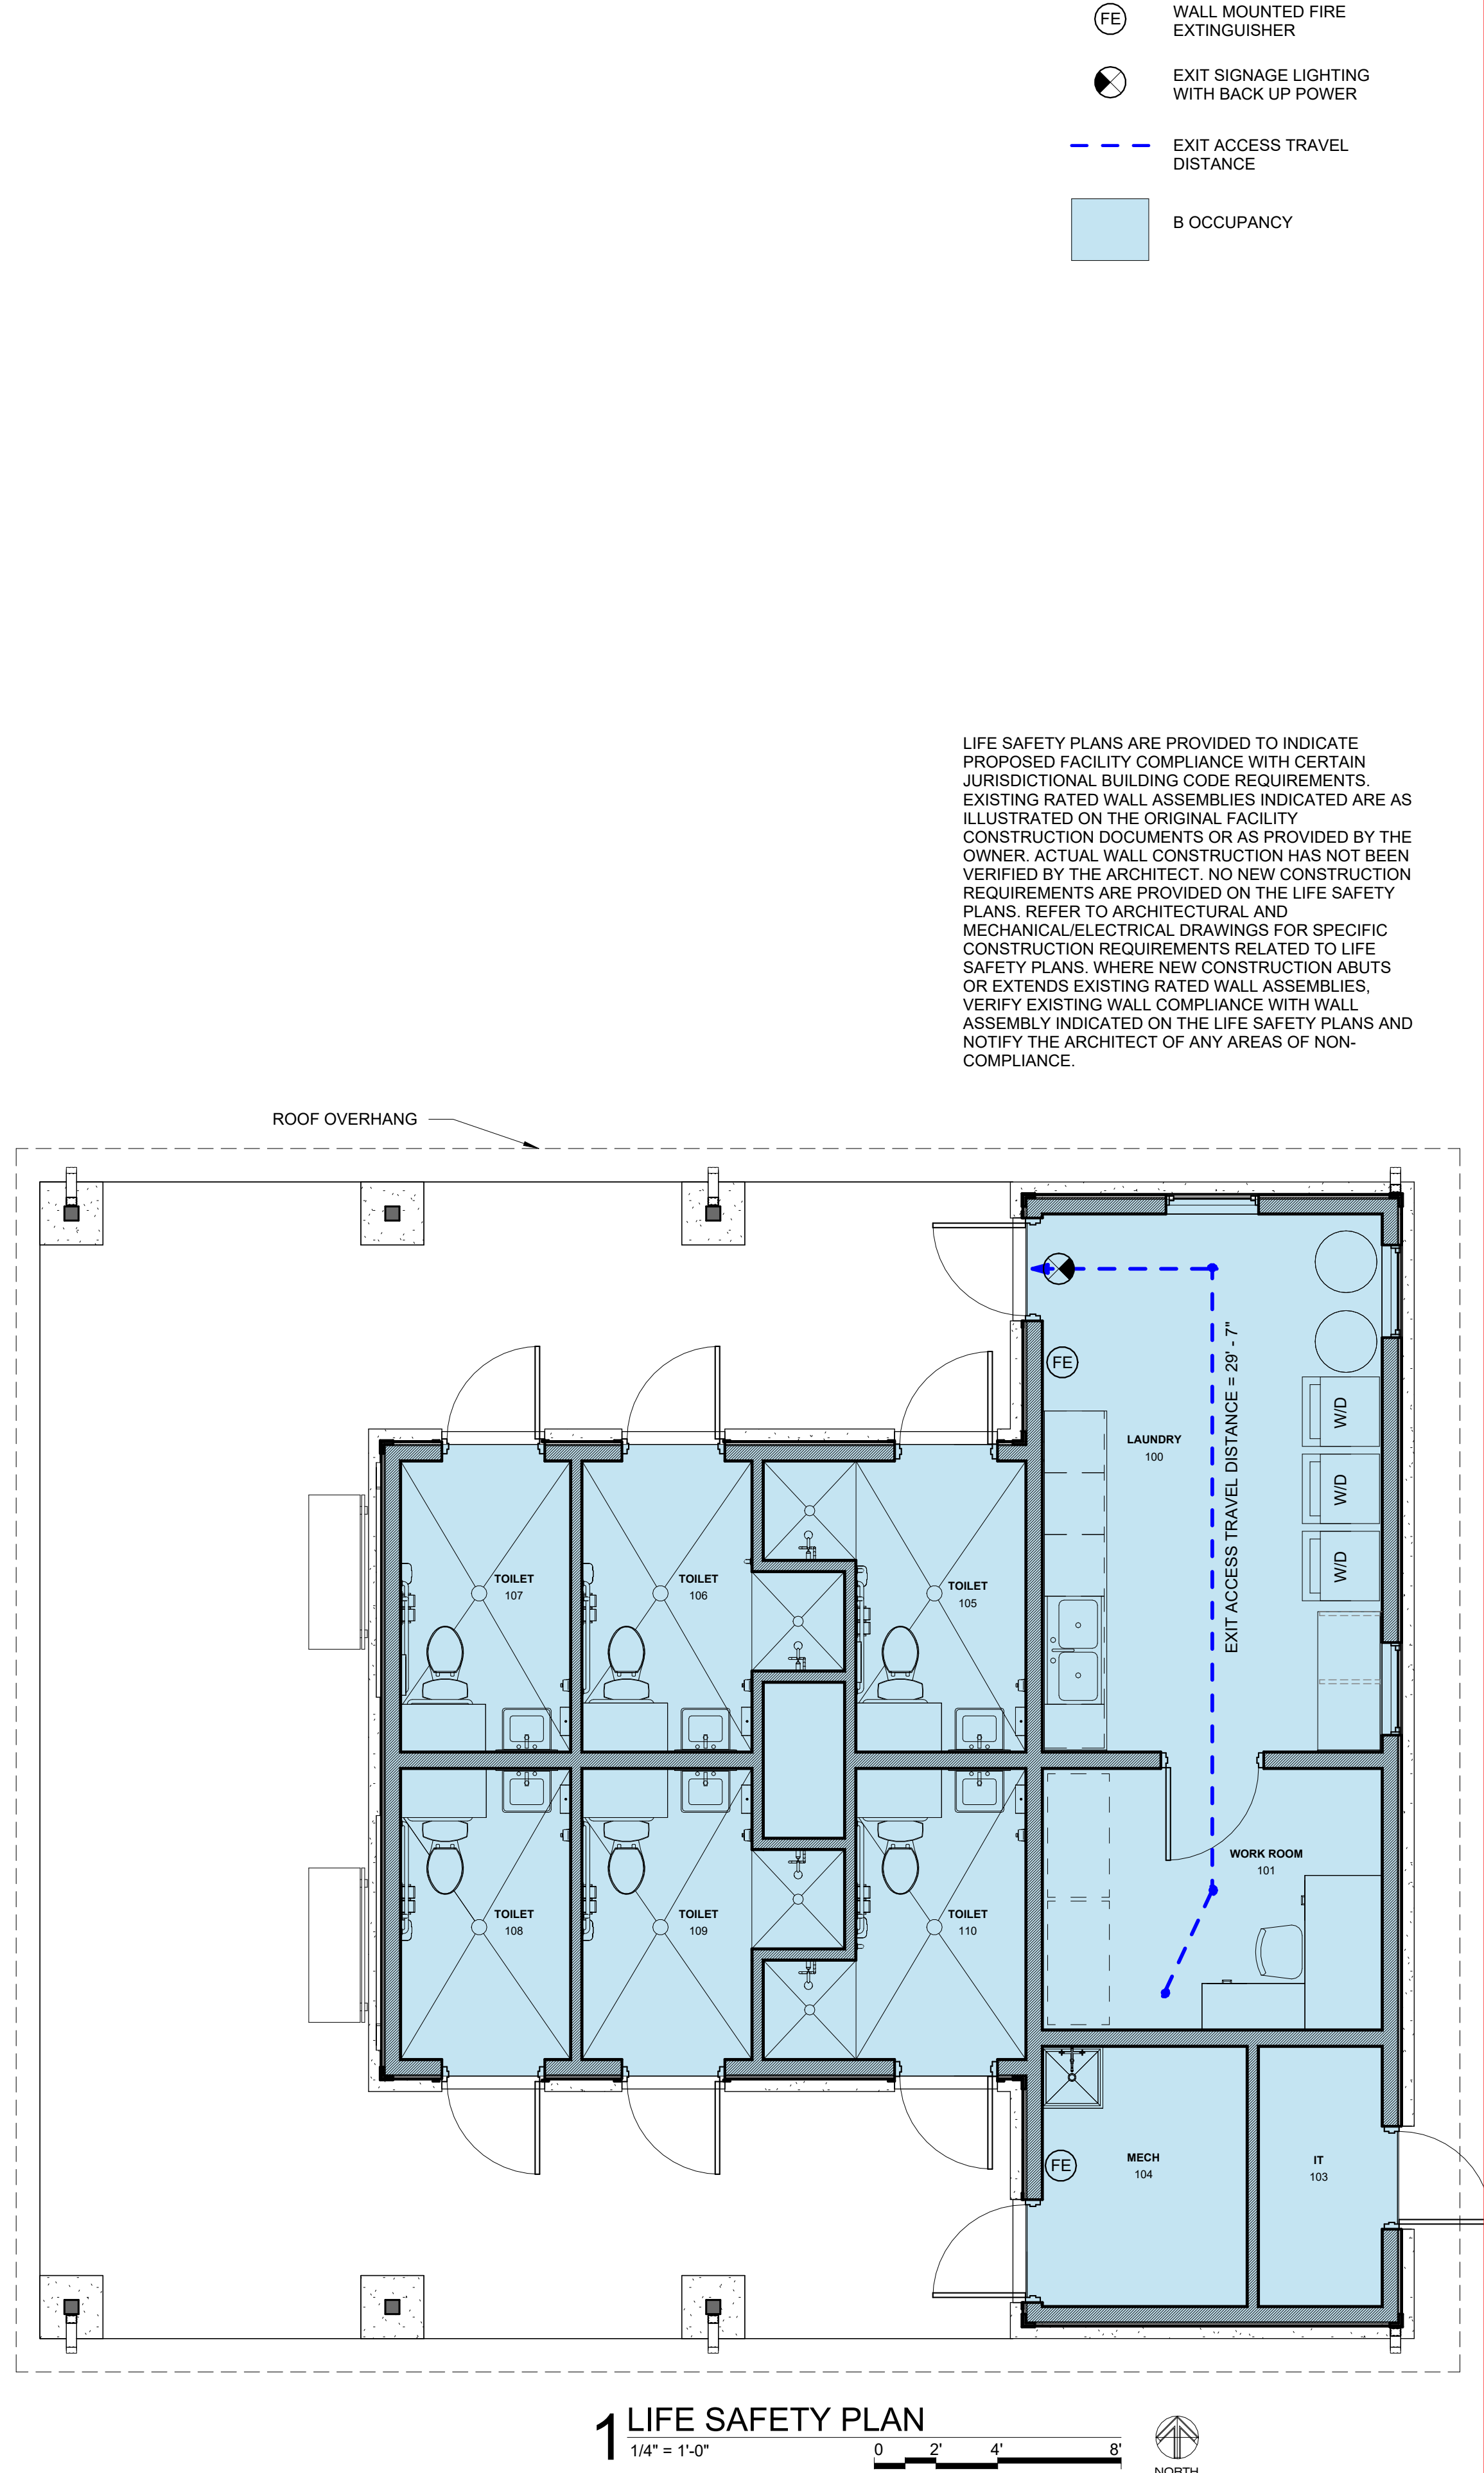 FE
WALL MOUNTED FIRE
EXTINGUISHER
EXIT SIGNAGE LIGHTING
WITH BACK UP POWER
EXIT ACCESS TRAVEL
DISTANCE
B OCCUPANCY
LIFE SAFETY PLANS ARE PROVIDED TO INDICATE
PROPOSED FACILITY COMPLIANCE WITH CERTAIN
JURISDICTIONAL BUILDING CODE REQUIREMENTS.
EXISTING RATED WALL ASSEMBLIES INDICATED ARE AS
ILLUSTRATED ON THE ORIGINAL FACILITY
CONSTRUCTION DOCUMENTS OR AS PROVIDED BY THE
OWNER. ACTUAL WALL CONSTRUCTION HAS NOT BEEN
VERIFIED BY THE ARCHITECT. NO NEW CONSTRUCTION
REQUIREMENTS ARE PROVIDED ON THE LIFE SAFETY
PLANS. REFER TO ARCHITECTURAL AND
MECHANICAL/ELECTRICAL DRAWINGS FOR SPECIFIC
CONSTRUCTION REQUIREMENTS RELATED TO LIFE
SAFETY PLANS. WHERE NEW CONSTRUCTION ABUTS
OR EXTENDS EXISTING RATED WALL ASSEMBLIES,
VERIFY EXISTING WALL COMPLIANCE WITH WALL
ASSEMBLY INDICATED ON THE LIFE SAFETY PLANS AND
NOTIFY THE ARCHITECT OF ANY AREAS OF NON-
COMPLIANCE.
ROOF OVERHANG
FE
EXIT ACCESS TRAVEL DISTANCE = 29' - 7"
W/D
LAUNDRY
100
W/D
W/D
TOILET
107
TOILET
106
TOILET
105
WORK ROOM
101
TOILET
108
TOILET
109
TOILET
110
FE
MECH
104
IT
103
1
LIFE SAFETY PLAN
1/4" = 1'-0"
0 2' 4' 8'
NORTH